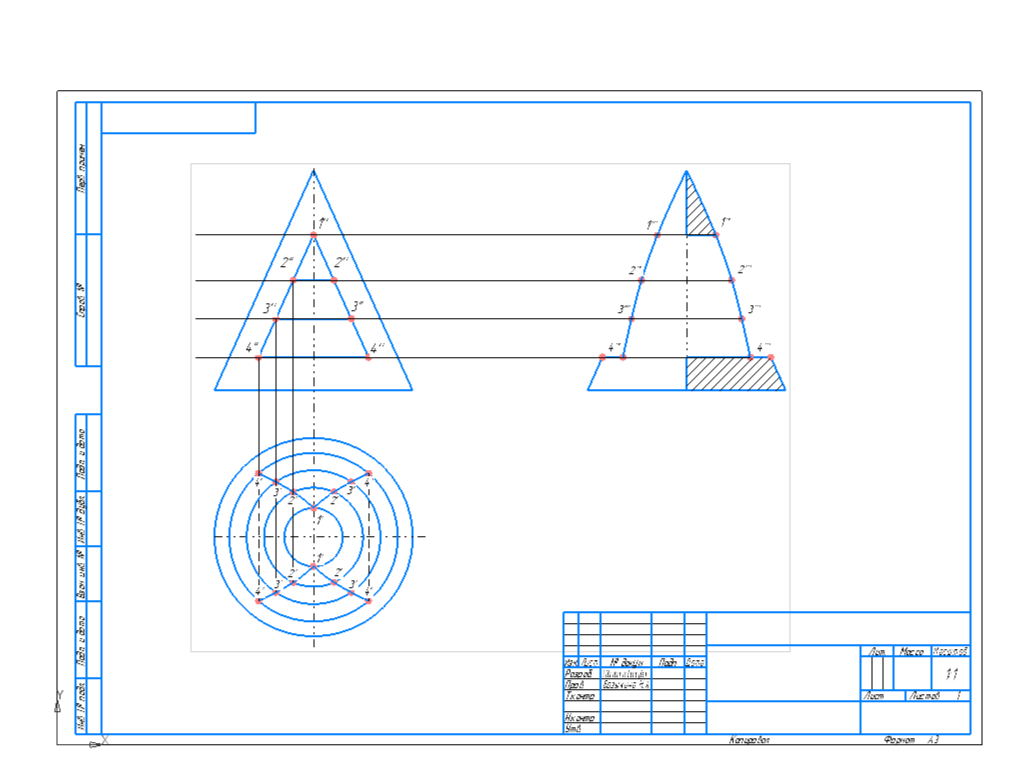 1"
1'''
1'''
2"
2"
2'''
2'''
3"
3"
3'''
3'''
4"
4"
4'''
4'''
4'
4'
3'
3'
2'
2'
1'
1'
2'
2'
3'
3'
4'
4'
Перв. примен
Справ №
Подп. и дата
Инв № дубл.
Взам инв №
Подп. и дата
Инв № подл.
Y
X
Изм Лист № докум Подп. Дата
Разраб.
Пров.
Т.контр
Н.контр
Утв.
Лит Масса Масштаб
1:1
Лист Листов 1
Копировал Формат A3